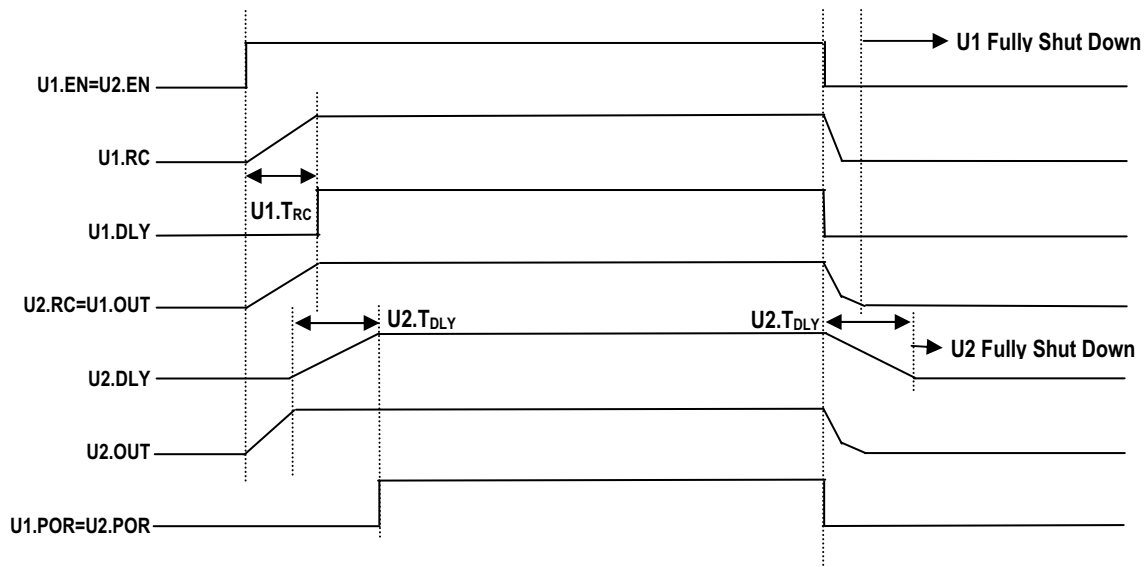 U1 Fully Shut Down
U1.EN=U2.EN
U1.RC
U1.TRC
U1.DLY
U2.RC=U1.OUT
U2.TDLY
U2.TDLY
U2 Fully Shut Down
U2.DLY
U2.OUT
U1.POR=U2.POR